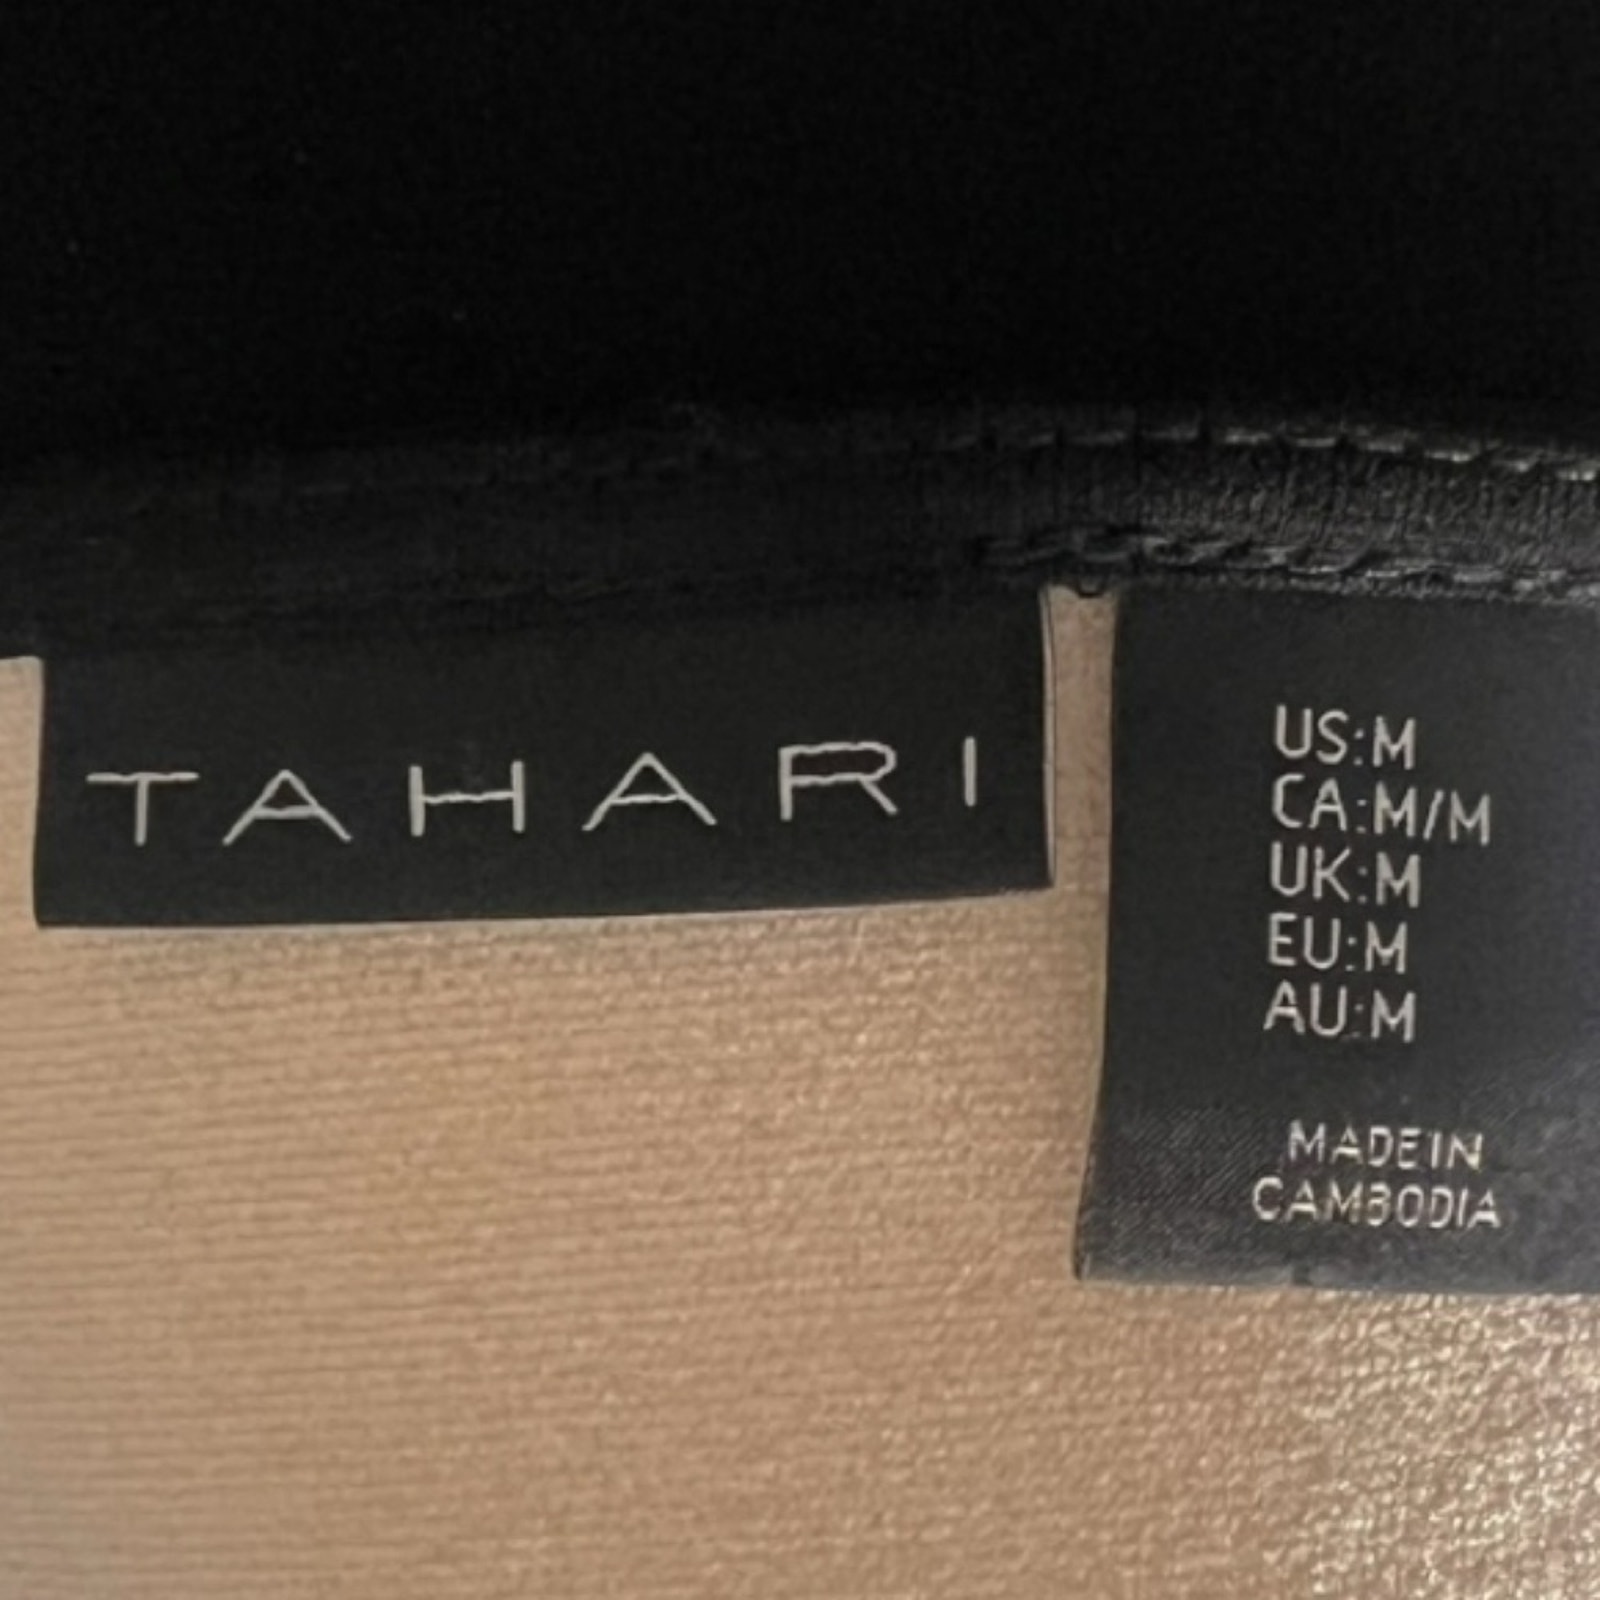 TAHARI
US:M
CA:M/M
UK:M
EU:M
AU:M
MADE IN
CAMBODIA